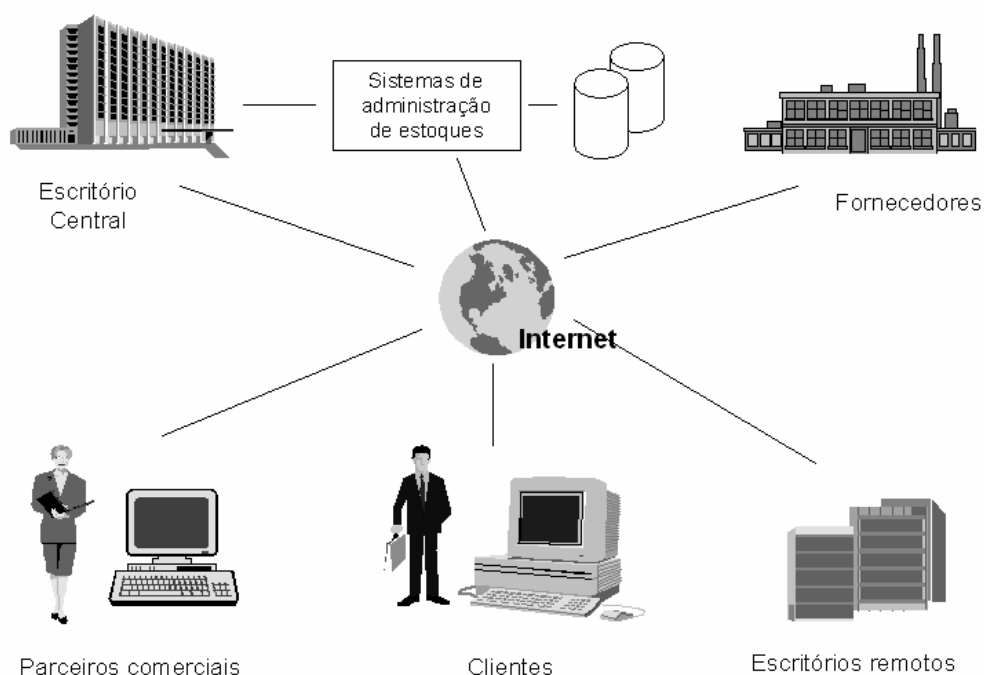 Sistemas de
administração
de estoques
Escritório
Central
Fornecedores
Internet
Parceiros comerciais
Clientes
Escritórios remotos